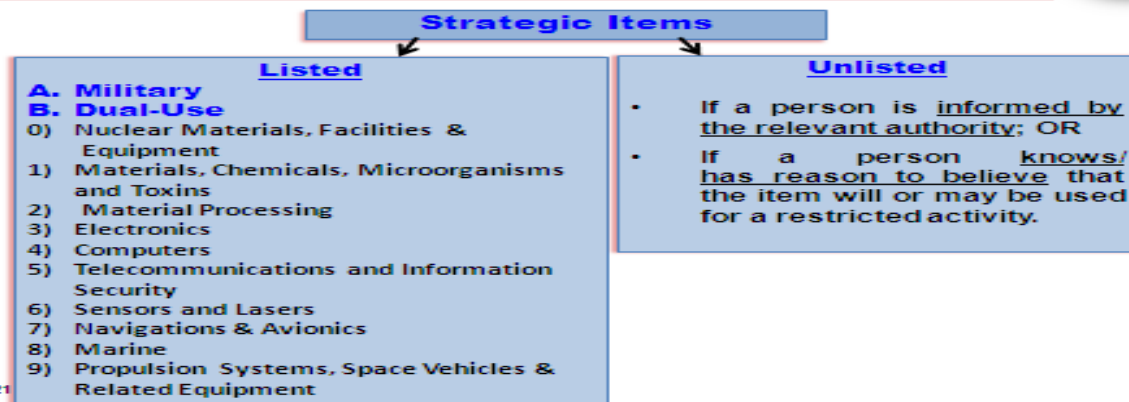 Strategic Items
Listed
A. Military
B. Dual-Use
0) Nuclear Materials, Facilities &
Equipment
1) Materials, Chemicals, Microorganisms
and Toxins
2) Material Processing
3) Electronics
4) Computers
5) Telecommunications and Information
Security
6) Sensors and Lasers
7) Navigations & Avionics
8) Marine
9) Propulsion Systems, Space Vehicles &
Related Equipment
Unlisted
• If a person is informed by
the relevant authority; OR
• If a person knows/
has reason to believe that
the item will or may be used
for a restricted activity.